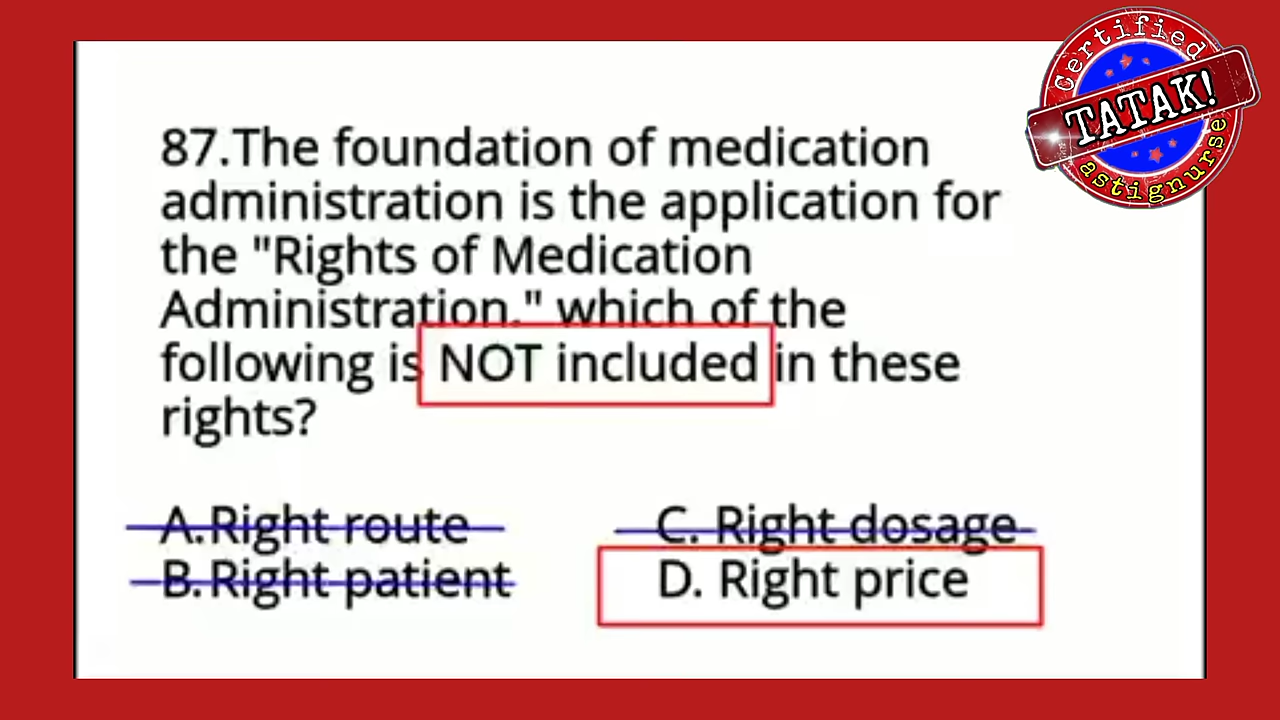 Certified
TATAK!
astignurse
87.The foundation of medication
administration is the application for
the "Rights of Medication
Administration." which of the
following is NOT included in these
rights?
A.Right route
B.Right patient
C. Right dosage
D. Right price